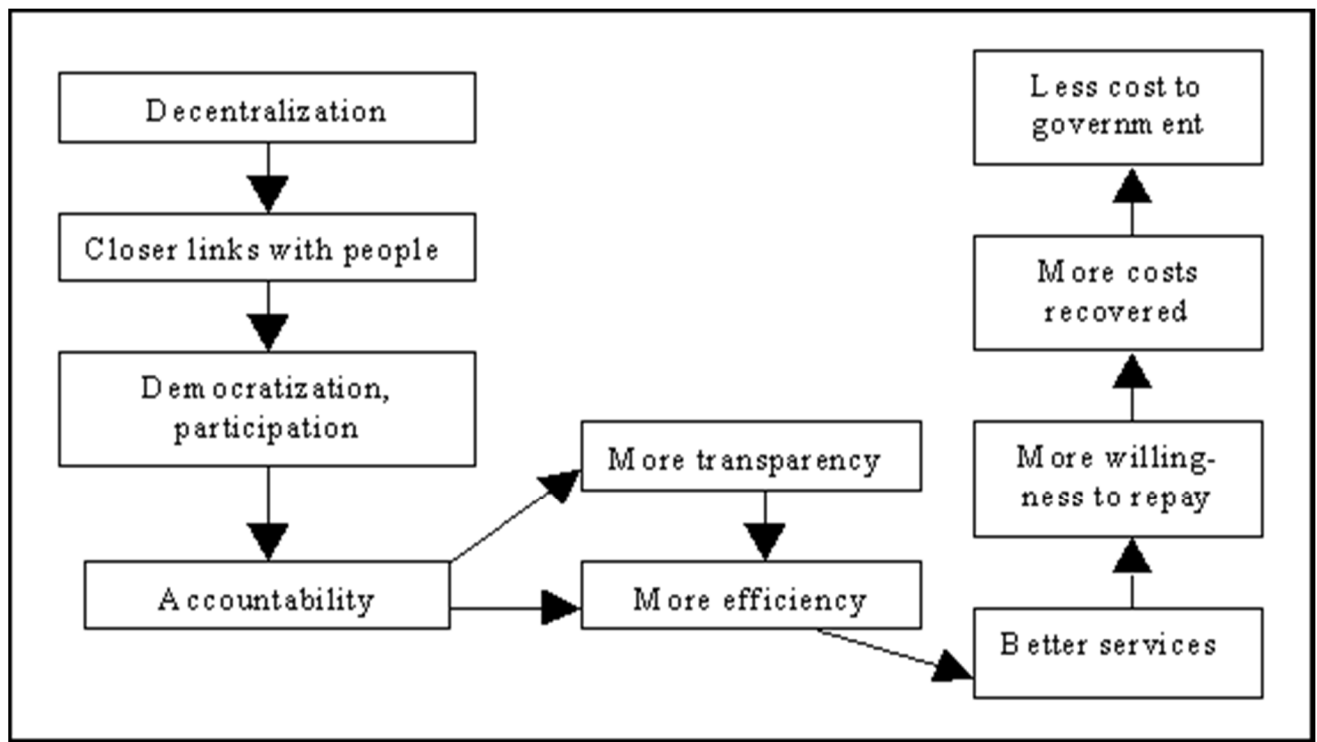 Decentralization
Closer links with people
Democratization,
participation
Accountability
More transparency
More efficiency
Better services
More willing-
ness to repay
More costs
recovered
Less cost to
government